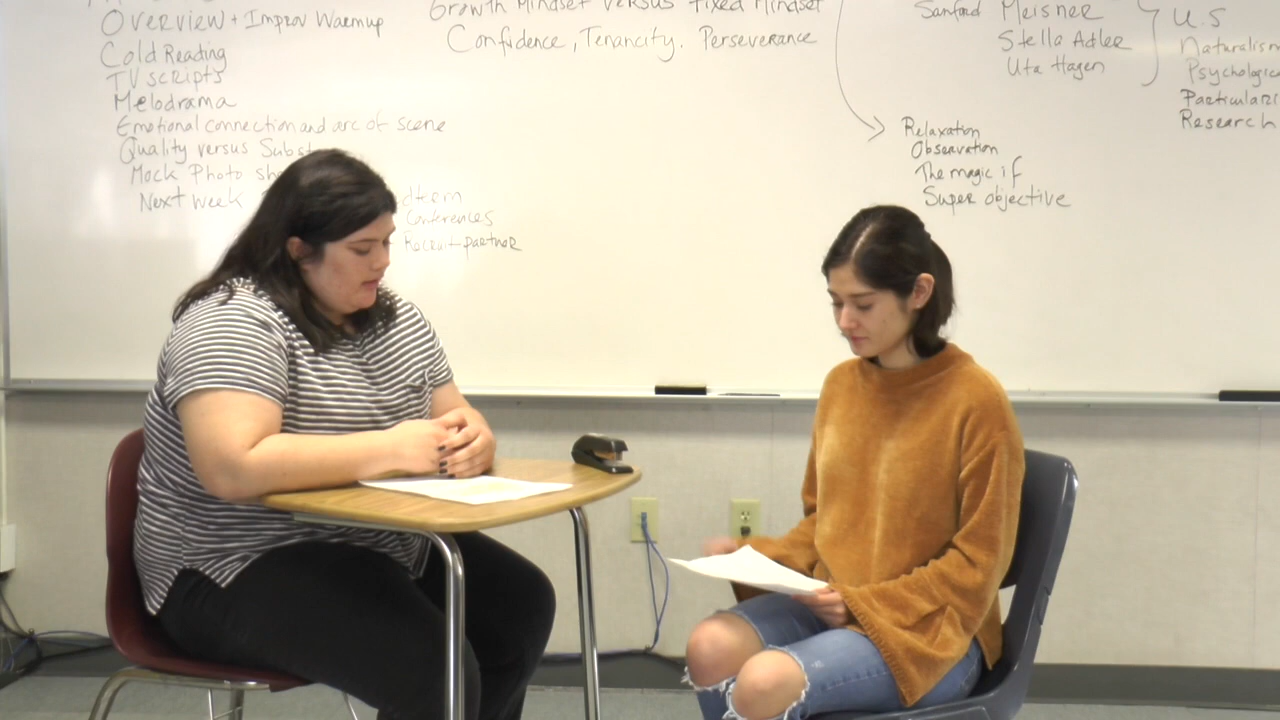 Overview + Improv Warmup
Cold Reading
TV scripts
Melodrama
Emotional connection and arc of scene
Quality versus
Mock Photo
Next week
Conferences
Recruit partner
Growth Mindset versus Fixed Mindset
Confidence, Tenancity. Perseverance
Sanford Meisner
Stella Adler
Uta Hagen
U.S
Relaxation
Observation
The magic if
Super objective
Research